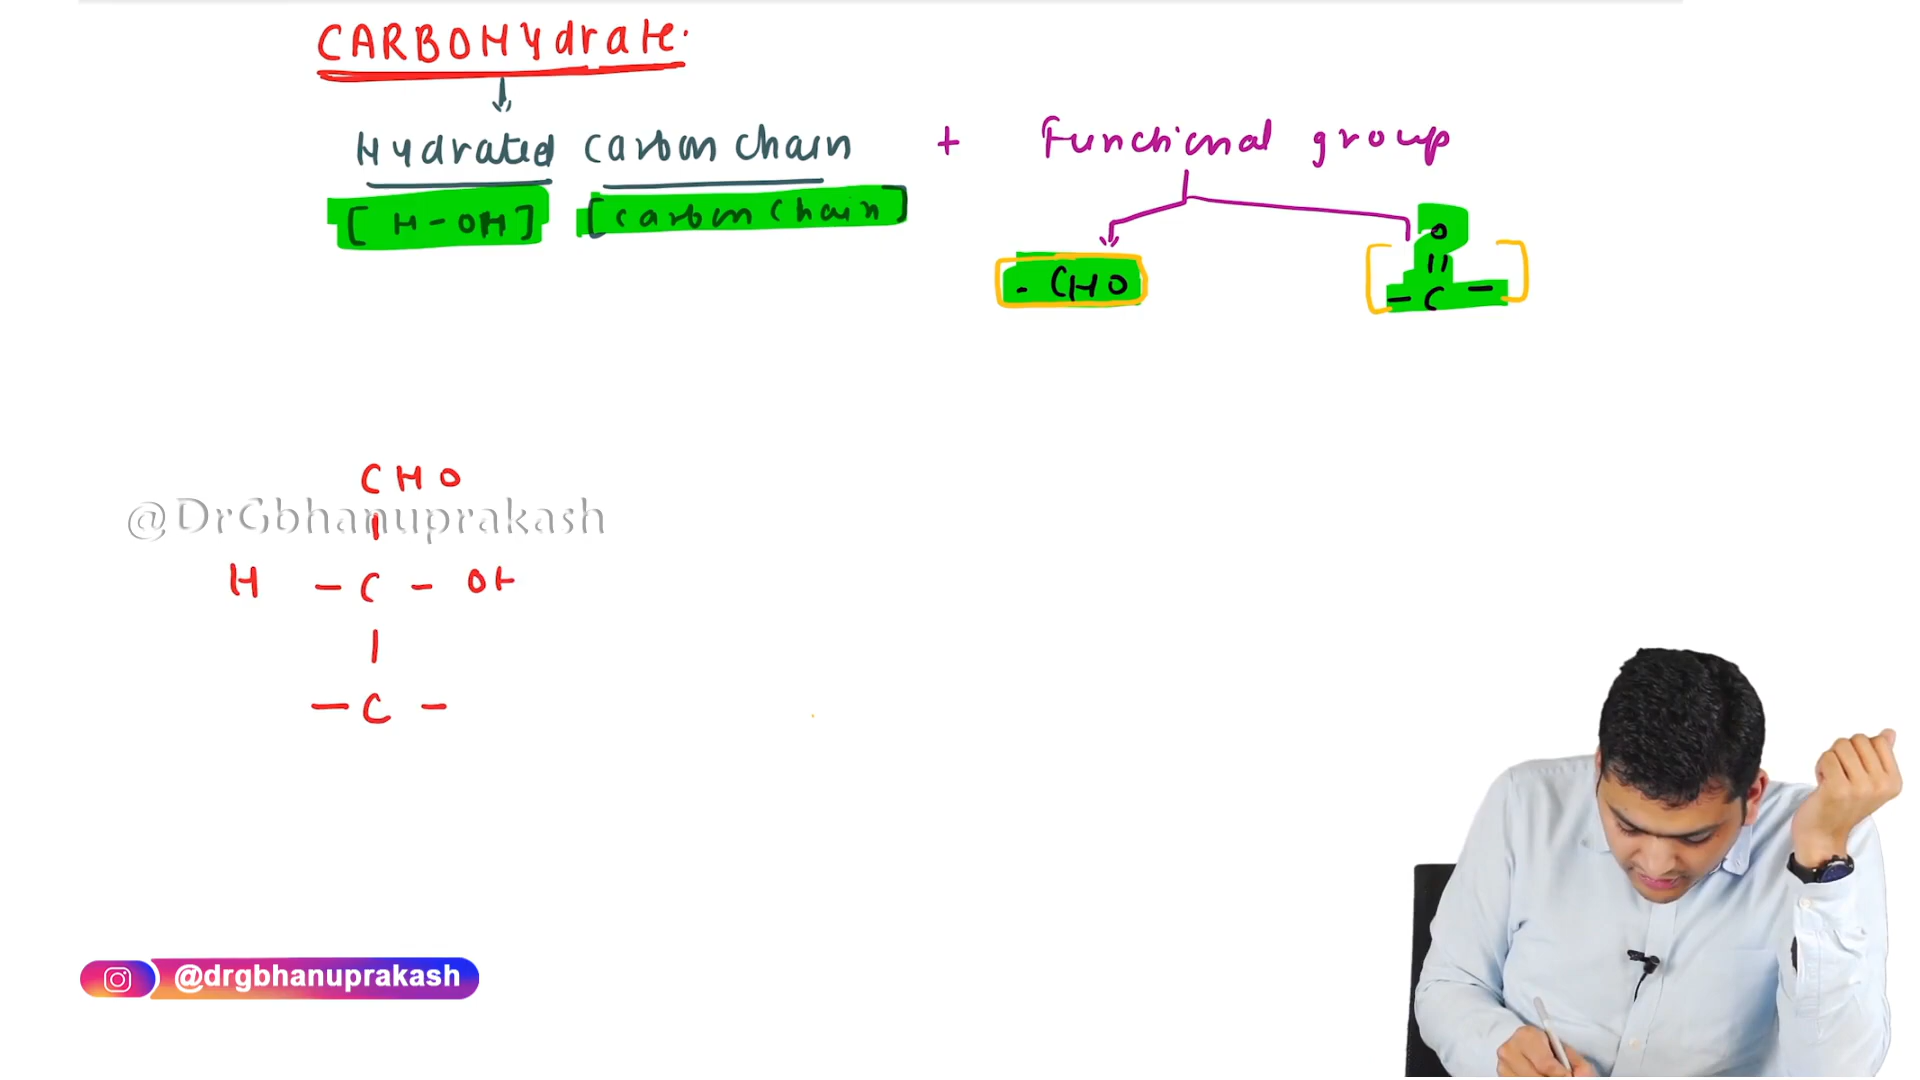 CARBOHydrate.
Hydrated carbon chain + Functional group
[H-OH] [carbon chain]
O
||
- CHO [- C -]
CHO
@DrGbhanuprakash
|
H - C - OH
|
- C -
@drgbhanuprakash